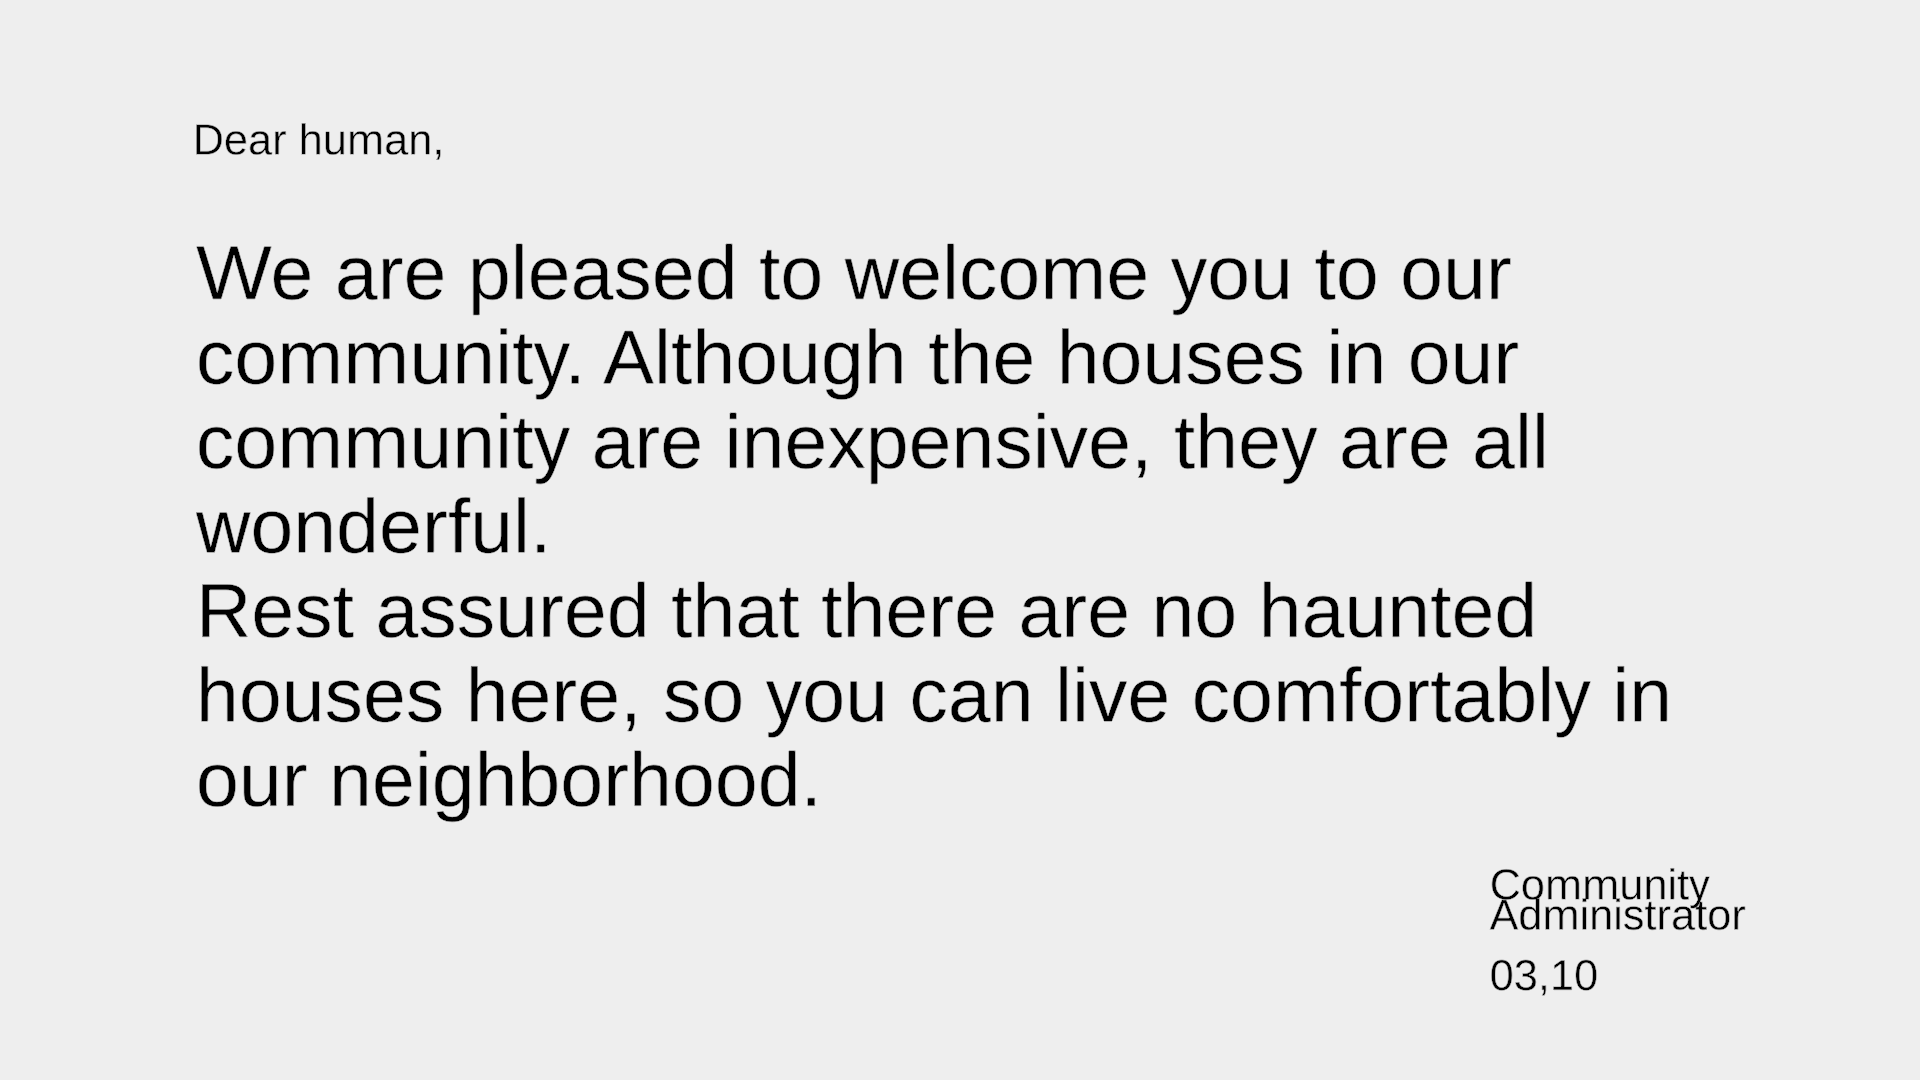 Dear human,
We are pleased to welcome you to our
community. Although the houses in our
community are inexpensive, they are all
wonderful.
Rest assured that there are no haunted
houses here, so you can live comfortably in
our neighborhood.
Community
Administrator
03,10